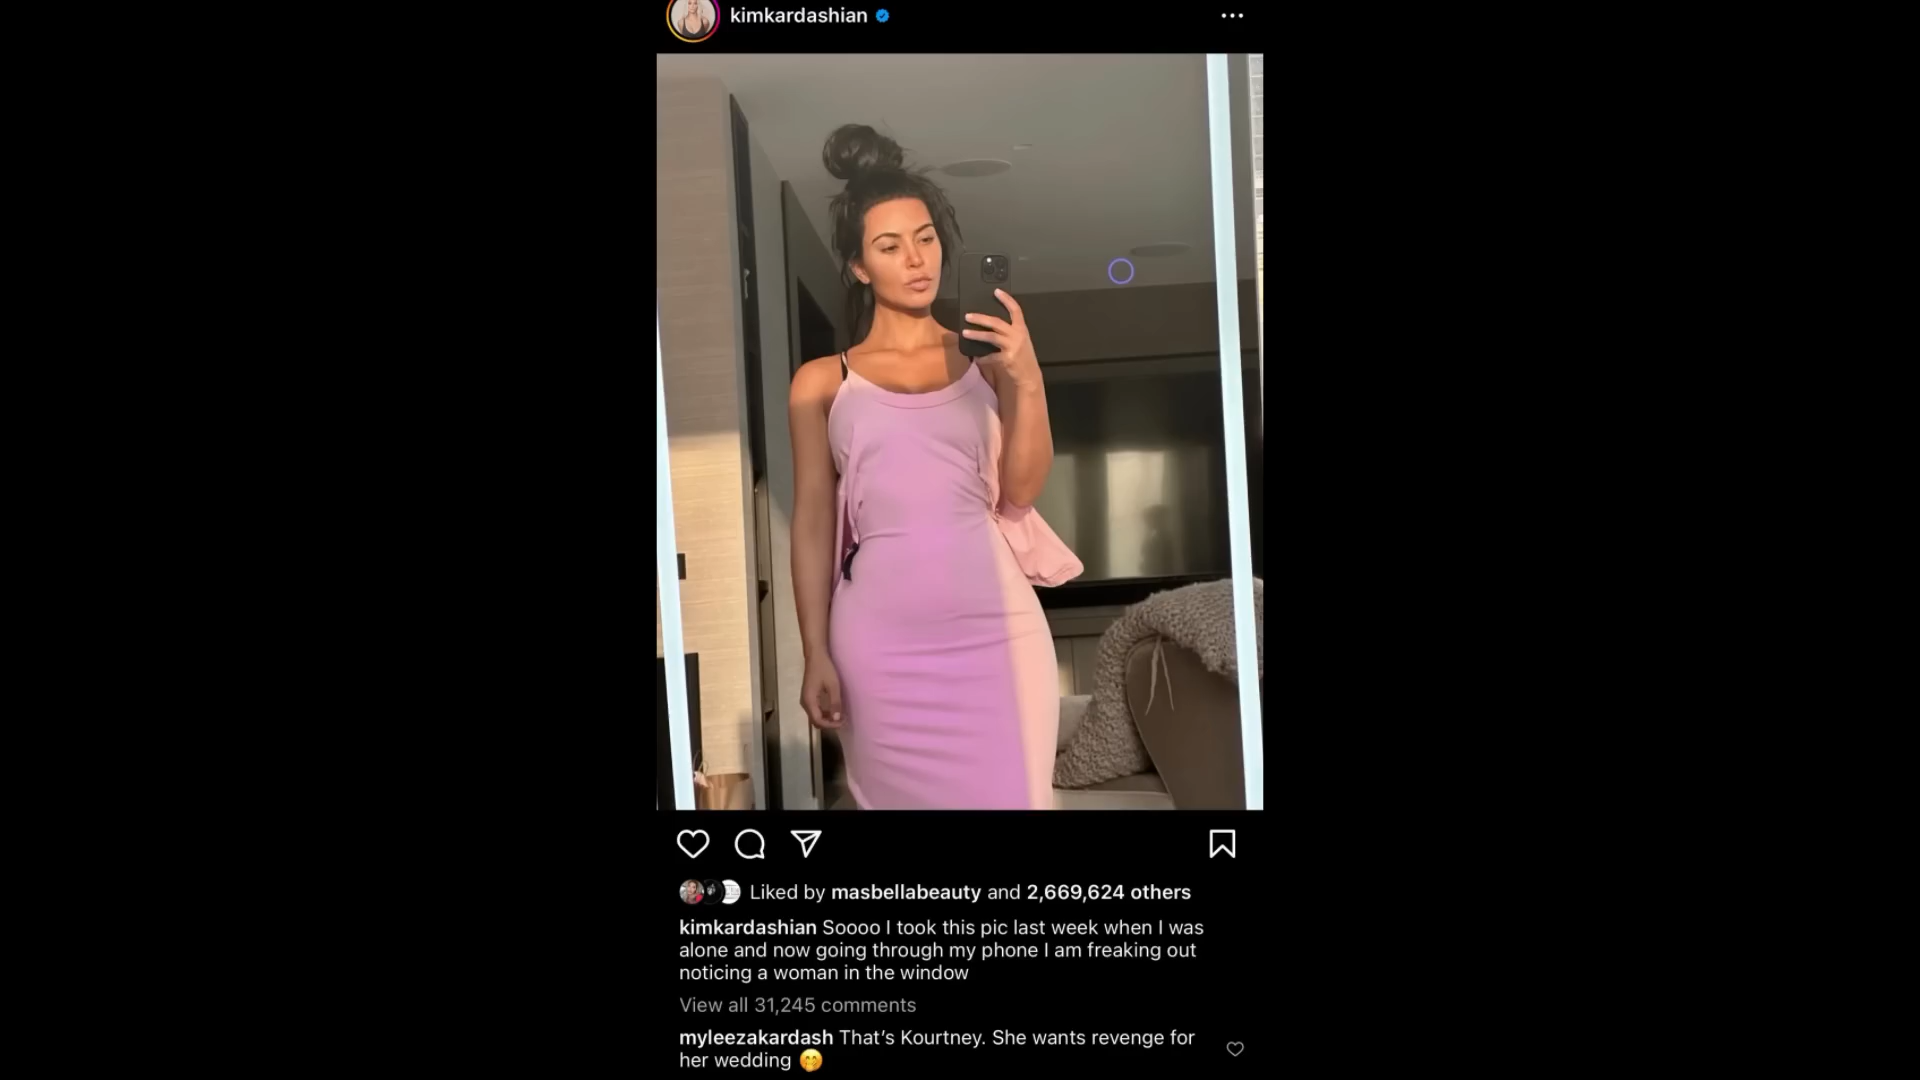 kimkardashian
Liked by masbellabeauty and 2,669,624 others
kimkardashian Soooo I took this pic last week when I was
alone and now going through my phone I am freaking out
noticing a woman in the window
View all 31,245 comments
myleezakardash That’s Kourtney. She wants revenge for
her wedding 🤭